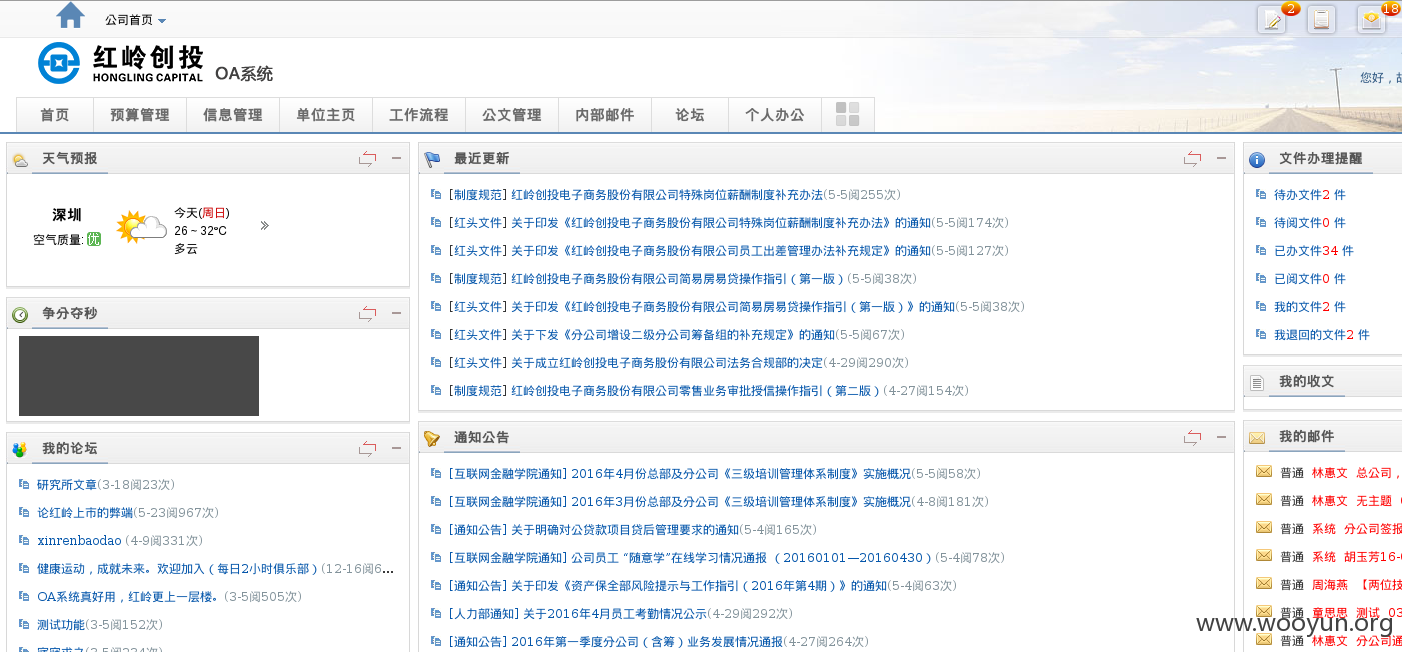 公司首页
2
18
红岭创投
HONGLING CAPITAL
OA系统
您好，胡
首页 预算管理 信息管理 单位主页 工作流程 公文管理 内部邮件 论坛 个人办公
天气预报
深圳
空气质量: 优
今天(周日)
26 ~ 32°C
多云
争分夺秒
我的论坛
研究所文章(3-18阅23次)
论红岭上市的弊端(5-23阅967次)
xinrenbaodao (4-9阅331次)
健康运动，成就未来。欢迎加入（每日2小时俱乐部）(12-16阅6...
OA系统真好用，红岭更上一层楼。(3-5阅505次)
测试功能(3-5阅152次)
最近更新
[制度规范] 红岭创投电子商务股份有限公司特殊岗位薪酬制度补充办法(5-5阅255次)
[红头文件] 关于印发《红岭创投电子商务股份有限公司特殊岗位薪酬制度补充办法》的通知(5-5阅174次)
[红头文件] 关于印发《红岭创投电子商务股份有限公司员工出差管理办法补充规定》的通知(5-5阅127次)
[制度规范] 红岭创投电子商务股份有限公司简易房易贷操作指引（第一版）(5-5阅38次)
[红头文件] 关于印发《红岭创投电子商务股份有限公司简易房易贷操作指引（第一版）》的通知(5-5阅38次)
[红头文件] 关于下发《分公司增设二级分公司筹备组的补充规定》的通知(5-5阅67次)
[红头文件] 关于成立红岭创投电子商务股份有限公司法务合规部的决定(4-29阅290次)
[制度规范] 红岭创投电子商务股份有限公司零售业务审批授信操作指引（第二版）(4-27阅154次)
通知公告
[互联网金融学院通知] 2016年4月份总部及分公司《三级培训管理体系制度》实施概况(5-5阅58次)
[互联网金融学院通知] 2016年3月份总部及分公司《三级培训管理体系制度》实施概况(4-8阅181次)
[通知公告] 关于明确对公贷款项目贷后管理要求的通知(5-4阅165次)
[互联网金融学院通知] 公司员工 “随意学”在线学习情况通报 （20160101—20160430）(5-4阅78次)
[通知公告] 关于印发《资产保全部风险提示与工作指引（2016年第4期）》的通知(5-4阅63次)
[人力部通知] 关于2016年4月员工考勤情况公示(4-29阅292次)
[通知公告] 2016年第一季度分公司（含筹）业务发展情况通报(4-27阅264次)
文件办理提醒
待办文件2 件
待阅文件0 件
已办文件34 件
已阅文件0 件
我的文件2 件
我退回的文件2 件
我的收文
我的邮件
普通 林惠文 总公司，
普通 林惠文 无主题
普通 系统 分公司签报
普通 系统 胡玉芳16-
普通 周海燕 【两位技
普通 童思思 测试 03
普通 林惠文 分公司通
www.wooyun.org